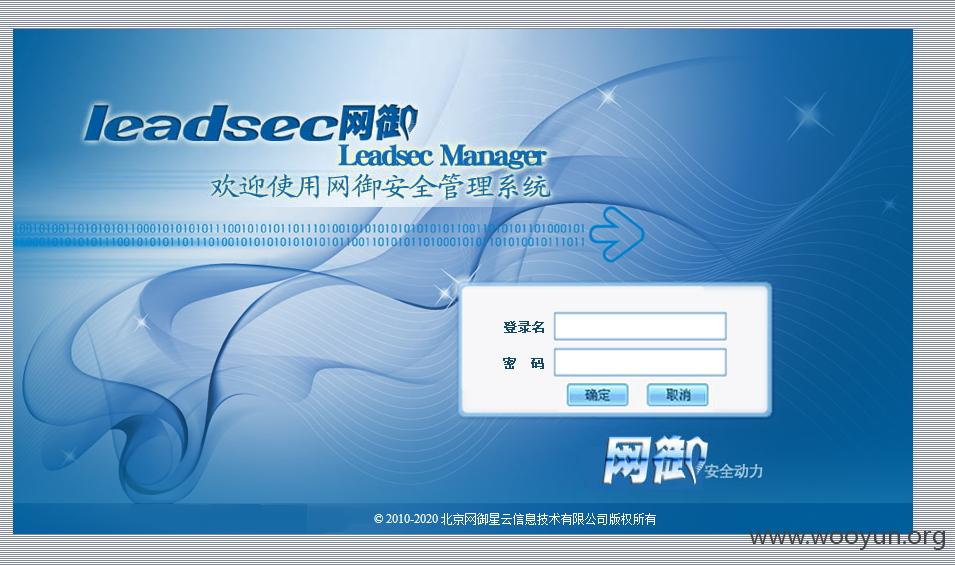 leadsec网御
Leadsec Manager
欢迎使用网御安全管理系统
登录名
密 码
确定 取消
网御 安全动力
© 2010-2020 北京网御星云信息技术有限公司版权所有
www.wooyun.org